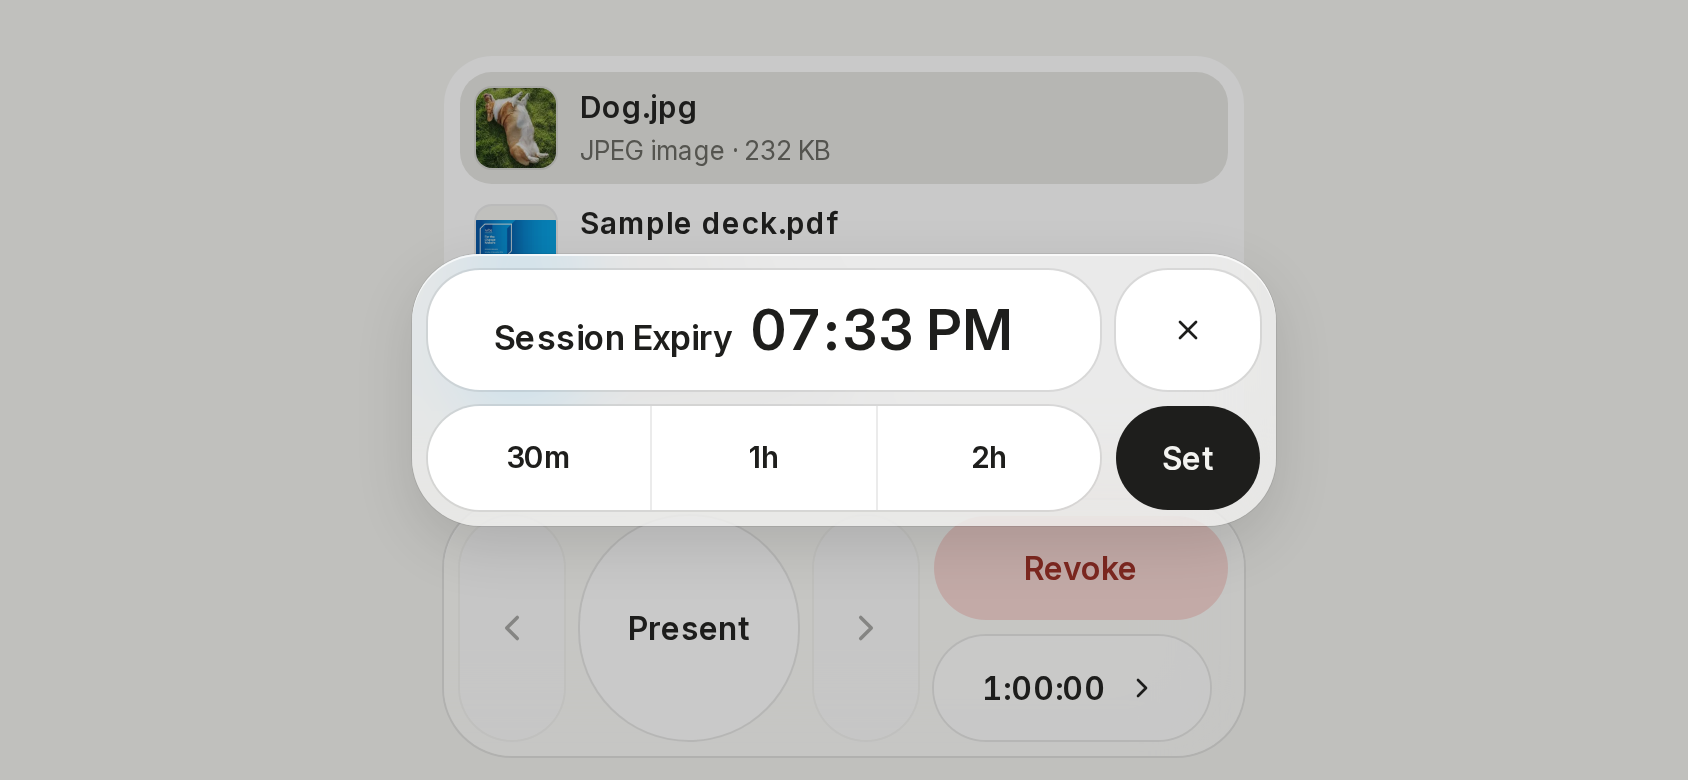 Dog.jpg
JPEG image · 232 KB
Sample deck.pdf
Session Expiry 07:33 PM
30m
1h
2h
Set
Revoke
Present
1:00:00